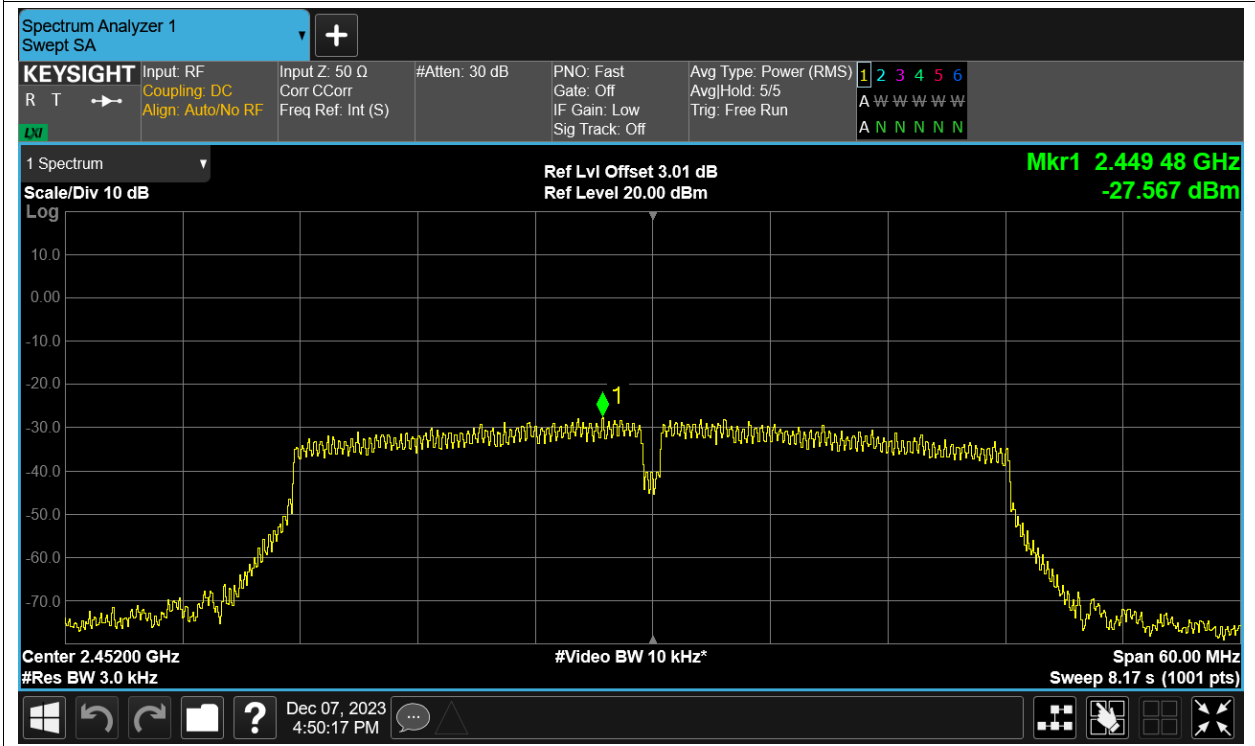 Spectrum Analyzer 1
Swept SA
KEYSIGHT
R T
LXI
Input: RF
Coupling: DC
Align: Auto/No RF
Input Z: 50 Ω
Corr CCorr
Freq Ref: Int (S)
#Atten: 30 dB
PNO: Fast
Gate: Off
IF Gain: Low
Sig Track: Off
Avg Type: Power (RMS)
Avg|Hold: 5/5
Trig: Free Run
1 2 3 4 5 6
A W W W W W
A N N N N N
1 Spectrum
Scale/Div 10 dB
Log
Ref Lvl Offset 3.01 dB
Ref Level 20.00 dBm
Mkr1 2.449 48 GHz
-27.567 dBm
10.0
0.00
-10.0
-20.0
1
-30.0
-40.0
-50.0
-60.0
-70.0
Center 2.45200 GHz
#Res BW 3.0 kHz
#Video BW 10 kHz*
Span 60.00 MHz
Sweep 8.17 s (1001 pts)
?
Dec 07, 2023
4:50:17 PM